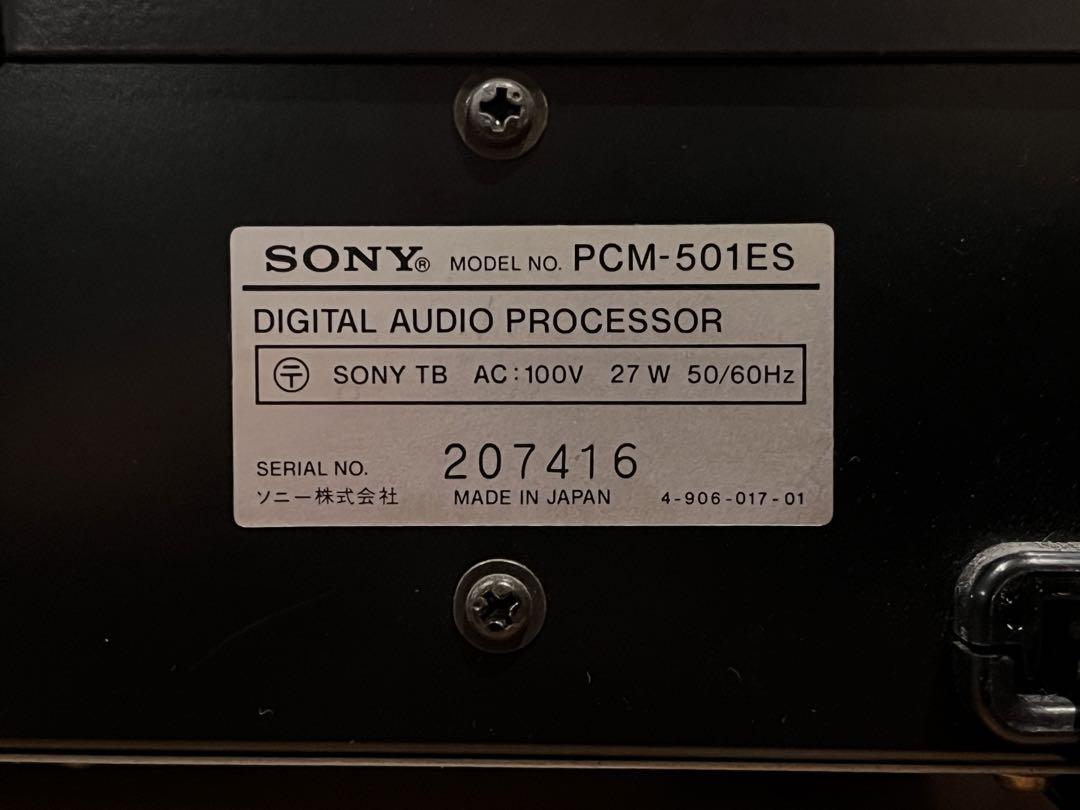 SONY® MODEL NO. PCM-501ES
DIGITAL AUDIO PROCESSOR
〒 SONY TB AC:100V 27W 50/60Hz
SERIAL NO. 207416
ソニー株式会社 MADE IN JAPAN 4-906-017-01